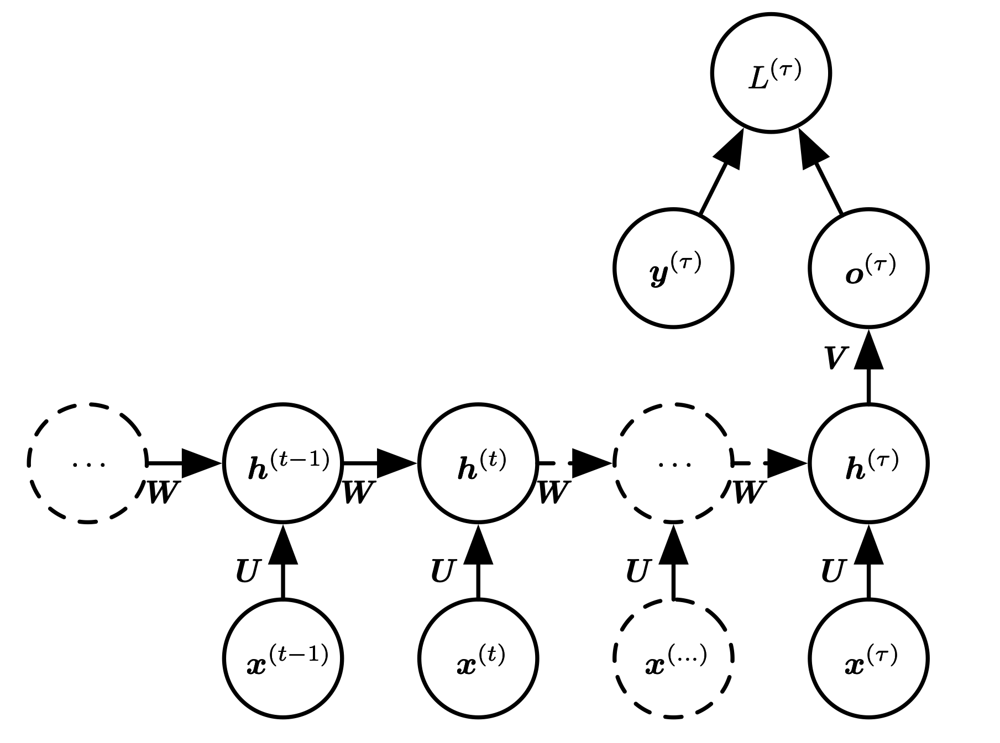 L^(τ)
y^(τ) o^(τ)
V
... h^(t−1) h^(t) ... h^(τ)
W W W W
U U U U
x^(t−1) x^(t) x^(...) x^(τ)